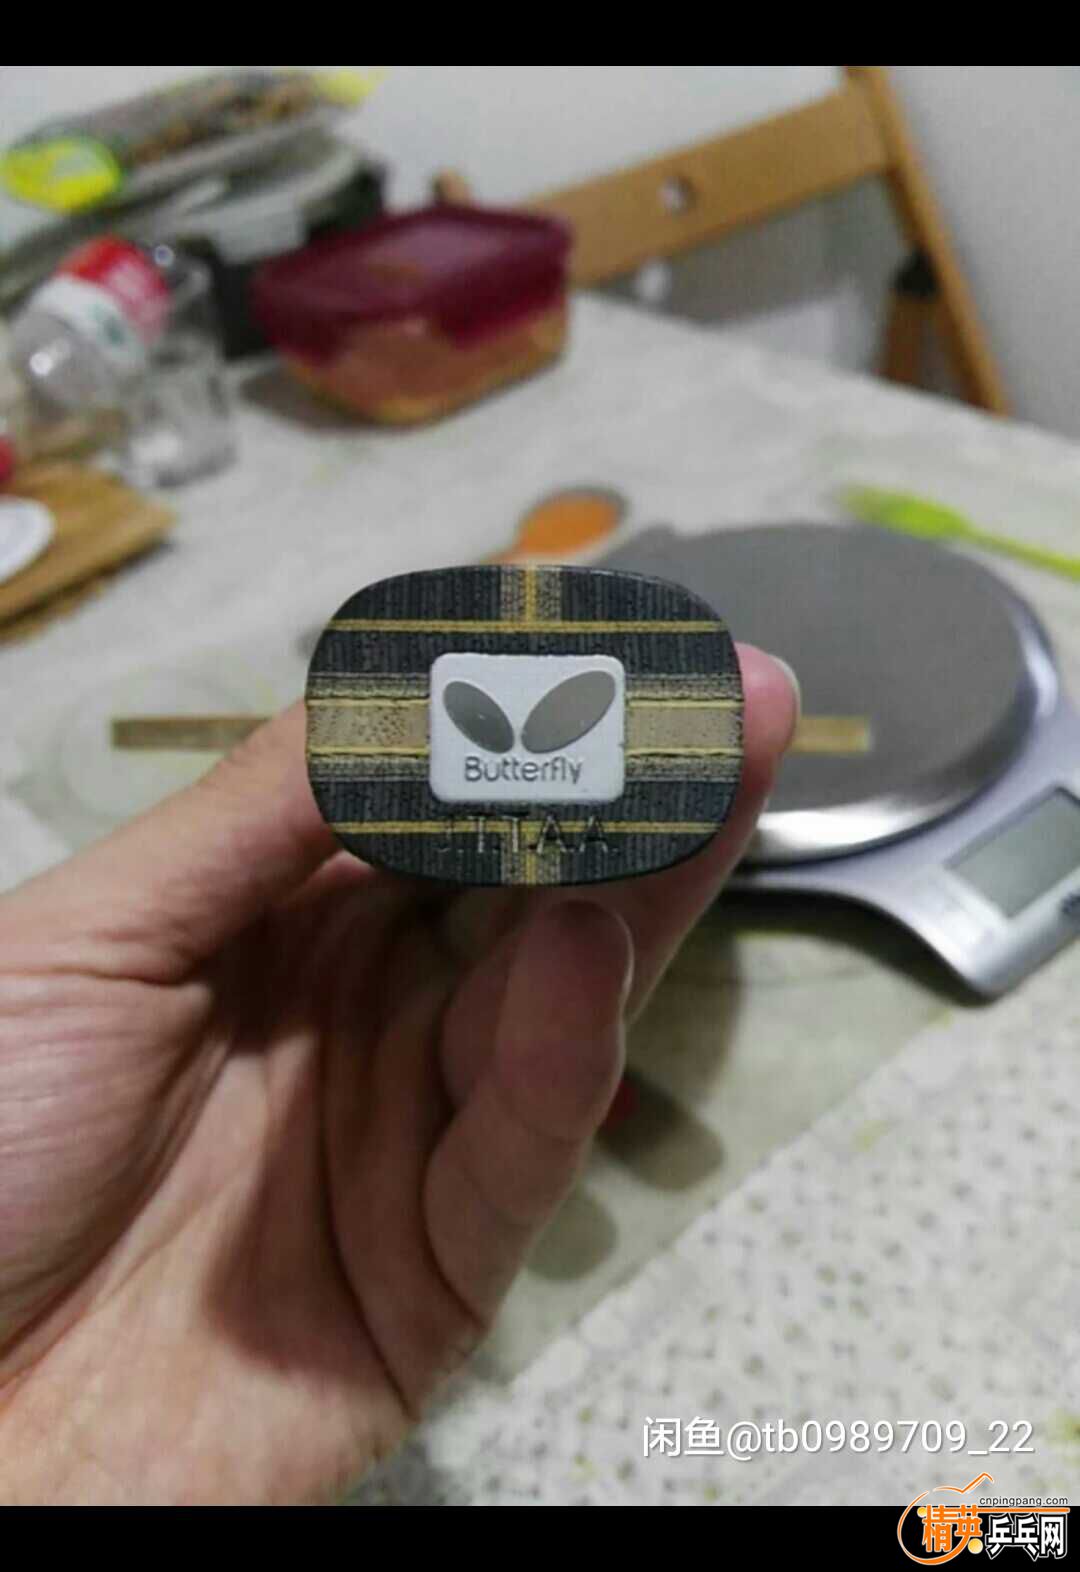 Butterfly
J.T.T.A.A.
闲鱼@tb0989709_22
cnpingpang.com
精英乒乓网